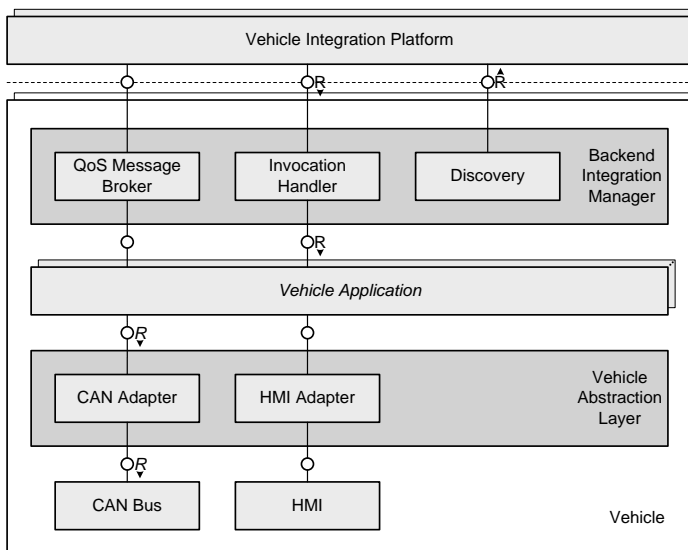 Vehicle Integration Platform
R
R
QoS Message
Broker
Invocation
Handler
Discovery
Backend
Integration
Manager
R
Vehicle Application
R
CAN Adapter
HMI Adapter
Vehicle
Abstraction
Layer
R
CAN Bus
HMI
Vehicle